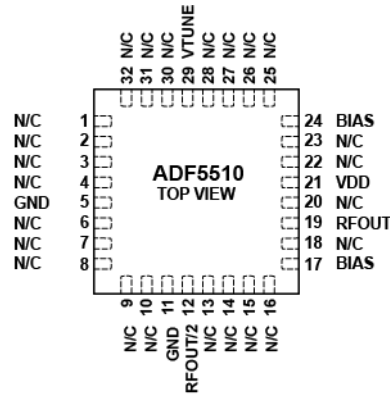 N/C
N/C
N/C
VTUNE
N/C
N/C
N/C
N/C
32
31
30
29
28
27
26
25
N/C 1
N/C 2
N/C 3
N/C 4
GND 5
N/C 6
N/C 7
N/C 8
ADF5510
TOP VIEW
24 BIAS
23 N/C
22 N/C
21 VDD
20 N/C
19 RFOUT
18 N/C
17 BIAS
9
10
11
12
13
14
15
16
N/C
N/C
GND
RFOUT/2
N/C
N/C
N/C
N/C